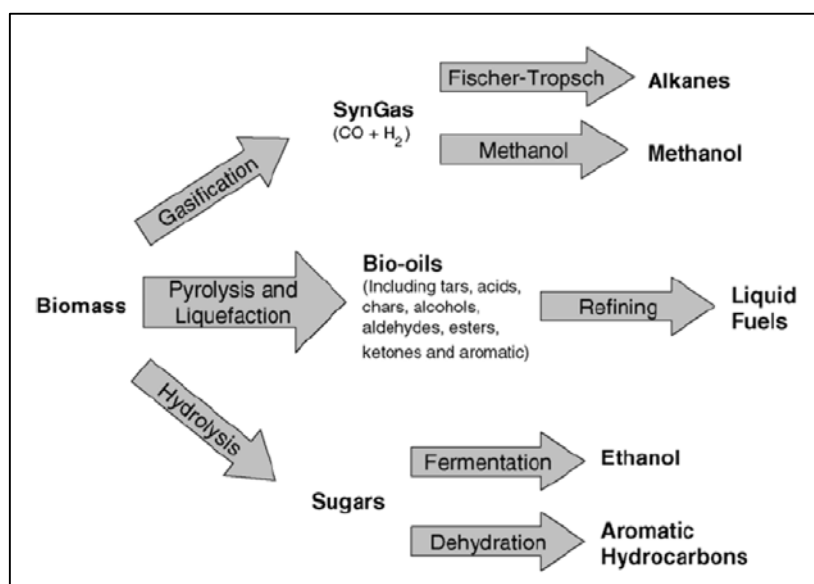 Fischer-Tropsch
Alkanes
SynGas
(CO + H₂)
Methanol
Methanol
Gasification
Bio-oils
(Including tars, acids,
chars, alcohols,
aldehydes, esters,
ketones and aromatic)
Biomass
Pyrolysis and
Liquefaction
Refining
Liquid
Fuels
Hydrolysis
Sugars
Fermentation
Ethanol
Dehydration
Aromatic
Hydrocarbons